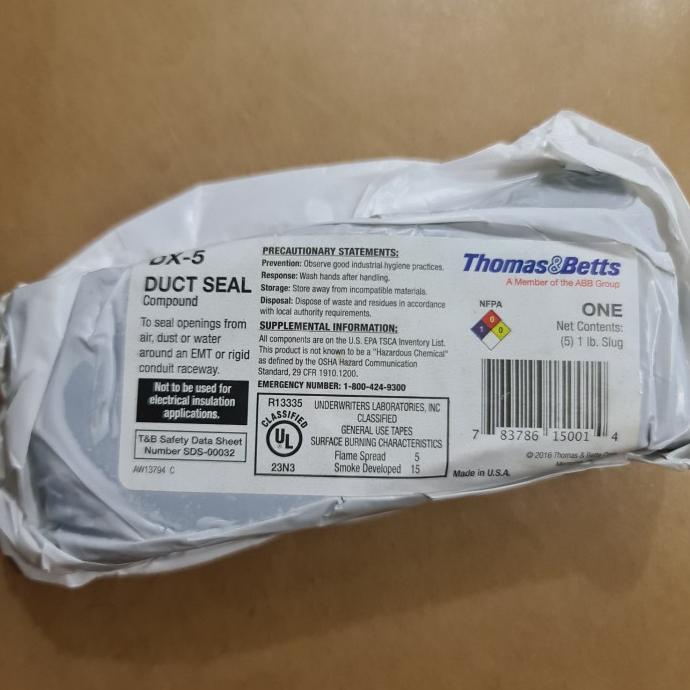 DX-5
DUCT SEAL
Compound
To seal openings from
air, dust or water
around an EMT or rigid
conduit raceway.
Not to be used for
electrical insulation
applications.
T&B Safety Data Sheet
Number SDS-00032
AW13794 C
PRECAUTIONARY STATEMENTS:
Prevention: Observe good industrial hygiene practices.
Response: Wash hands after handling.
Storage: Store away from incompatible materials.
Disposal: Dispose of waste and residues in accordance
with local authority requirements.
SUPPLEMENTAL INFORMATION:
All components are on the U.S. EPA TSCA Inventory List.
This product is not known to be a "Hazardous Chemical"
as defined by the OSHA Hazard Communication
Standard, 29 CFR 1910.1200.
EMERGENCY NUMBER: 1-800-424-9300
R13335
CLASSIFIED
UL
23N3
UNDERWRITERS LABORATORIES, INC
CLASSIFIED
GENERAL USE TAPES
SURFACE BURNING CHARACTERISTICS
Flame Spread 5
Smoke Developed 15
Thomas&Betts
A Member of the ABB Group
NFPA
0
1 0
ONE
Net Contents:
(5) 1 lb. Slug
7 83786 15001 4
Made in U.S.A.
© 2016 Thomas & Betts